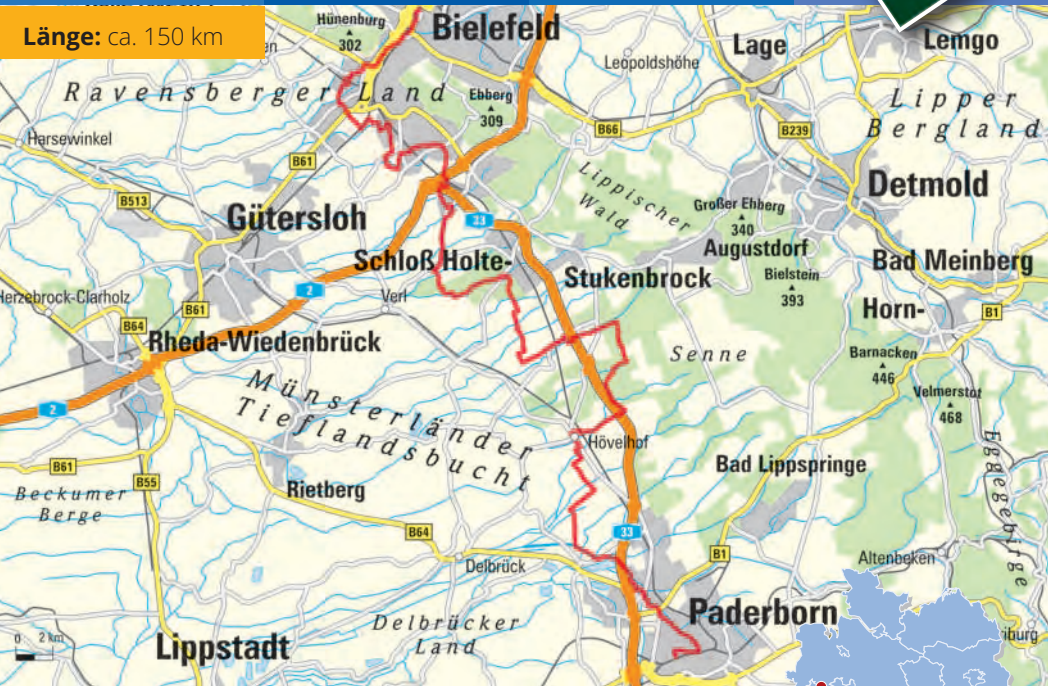 Länge: ca. 150 km
Hünenburg
302
Bielefeld
Lage
Lemgo
Leopoldshöhe
Ravensberger Land
Ebberg
309
Lipper
Bergland
B66
B239
Harsewinkel
B61
B513
Lippischer
Wald
Detmold
Großer Ehberg
340
Gütersloh
33
Augustdorf
Schloß Holte-
Stukenbrock
Bielstein
393
Bad Meinberg
2
Verl
Herzebrock-Clarholz
B61
Horn-
B1
B64
Rheda-Wiedenbrück
Senne
Barnacken
446
Velmerstot
468
Münsterländer
Tieflandsbucht
2
Hövelhof
Eggegebirge
B61
B55
Bad Lippspringe
Beckumer
Berge
Rietberg
B64
33
B1
Delbrück
Altenbeken
Paderborn
Delbrücker
Land
0 2 km
Lippstadt
iburg